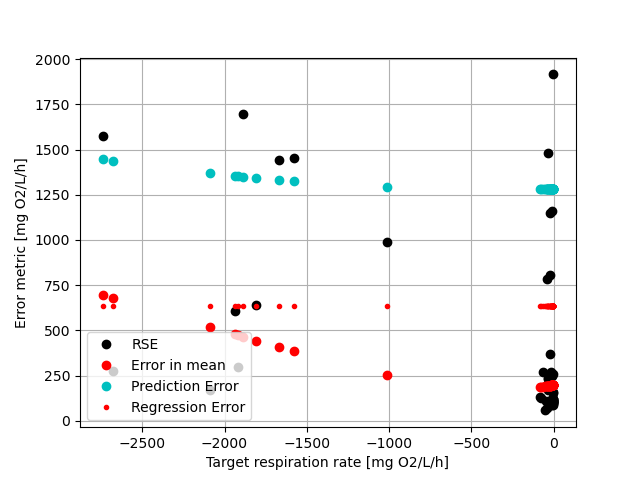 2000
1750
1500
1250
1000
750
500
250
0
Error metric [mg O2/L/h]
RSE
Error in mean
Prediction Error
Regression Error
−2500
−2000
−1500
−1000
−500
0
Target respiration rate [mg O2/L/h]